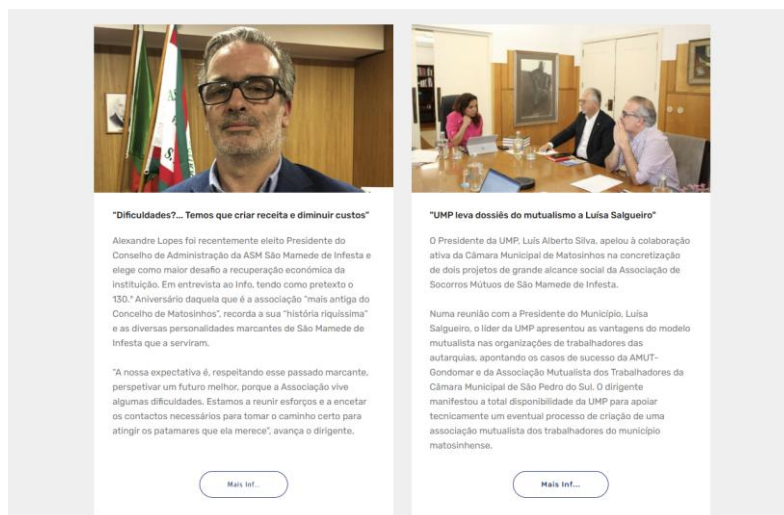 "Dificuldades?... Temos que criar receita e diminuir custos"
Alexandre Lopes foi recentemente eleito Presidente do
Conselho de Administração da ASM São Mamede de Infesta e
elege como maior desafio a recuperação económica da
instituição. Em entrevista ao Info, tendo como pretexto o
130.º Aniversário daquela que é a associação "mais antiga do
Concelho de Matosinhos", recorda a sua "história riquíssima"
e as diversas personalidades marcantes de São Mamede de
Infesta que a serviram.
"A nossa expectativa é, respeitando esse passado marcante,
perspetivar um futuro melhor, porque a Associação vive
algumas dificuldades. Estamos a reunir esforços e a encetar
os contactos necessários para tomar o caminho certo para
atingir os patamares que ela merece", avança o dirigente.
Mais Inf...
"UMP leva dossiês do mutualismo a Luísa Salgueiro"
O Presidente da UMP, Luís Alberto Silva, apelou à colaboração
ativa da Câmara Municipal de Matosinhos na concretização
de dois projetos de grande alcance social da Associação de
Socorros Mútuos de São Mamede de Infesta.
Numa reunião com a Presidente do Município, Luísa
Salgueiro, o líder da UMP apresentou as vantagens do modelo
mutualista nas organizações de trabalhadores das
autarquias, apontando os casos de sucesso da AMUT-
Gondomar e da Associação Mutualista dos Trabalhadores da
Câmara Municipal de São Pedro do Sul. O dirigente
manifestou a total disponibilidade da UMP para apoiar
tecnicamente um eventual processo de criação de uma
associação mutualista dos trabalhadores do município
matosinhense.
Mais Inf...